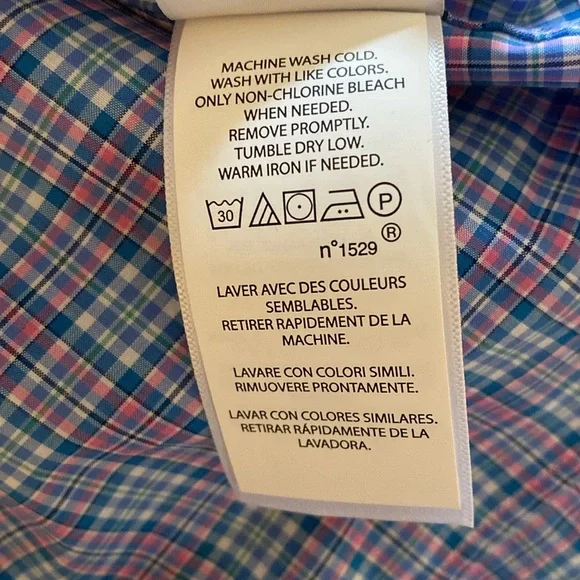 MACHINE WASH COLD.
WASH WITH LIKE COLORS.
ONLY NON-CHLORINE BLEACH
WHEN NEEDED.
REMOVE PROMPTLY.
TUMBLE DRY LOW.
WARM IRON IF NEEDED.
30 P
n°1529 ®
LAVER AVEC DES COULEURS
SEMBLABLES.
RETIRER RAPIDEMENT DE LA
MACHINE.
LAVARE CON COLORI SIMILI.
RIMUOVERE PRONTAMENTE.
LAVAR CON COLORES SIMILARES.
RETIRAR RÁPIDAMENTE DE LA
LAVADORA.